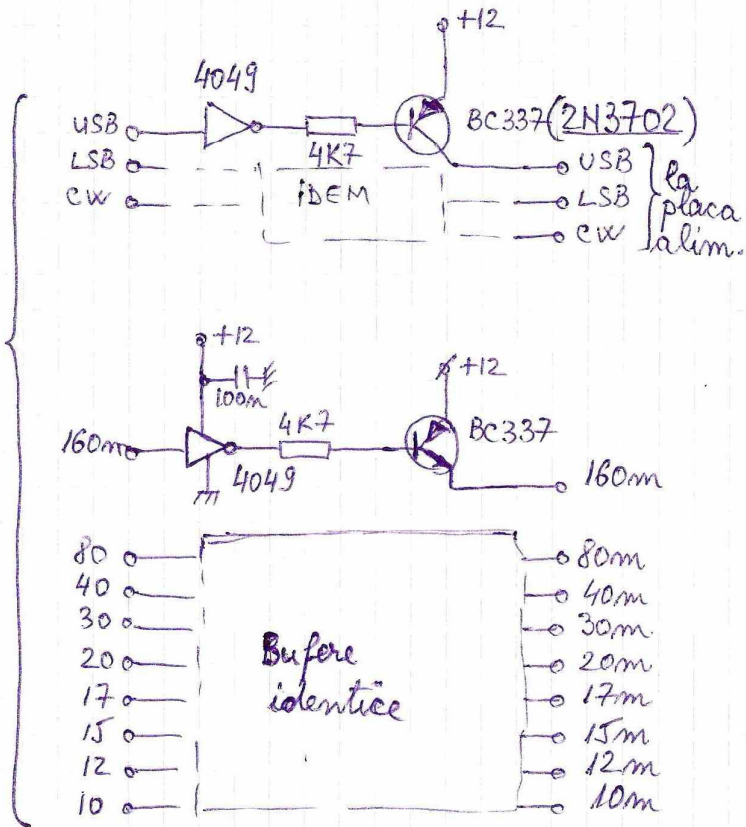 +12
4049
USB
4K7
BC337 (2N3702)
LSB
CW
iDEM
USB
LSB
CW
la
placa
alim.
+12
100n
+12
160m
4K7
4049
BC337
160m
80
80m
40
40m
30
30m.
20
20m
17
17m
15
15m
12
12m
10
10m
Bufere
identice